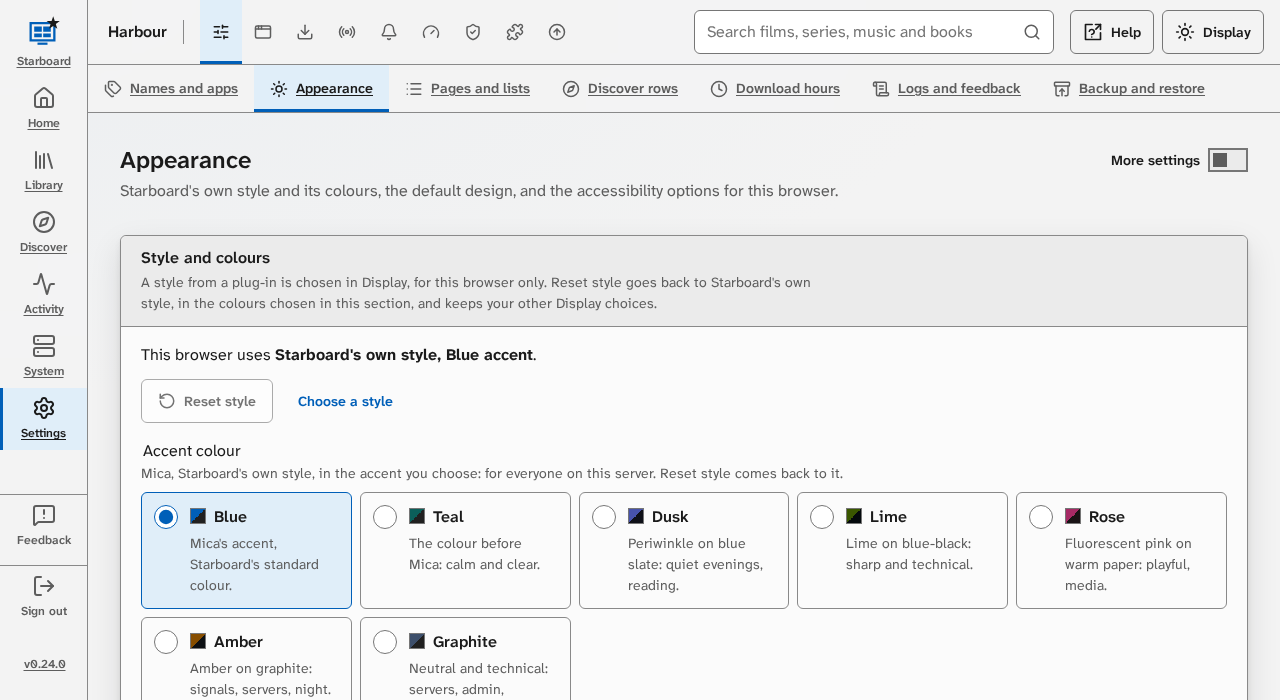 Starboard
Home
Library
Discover
Activity
System
Settings
Feedback
Sign out
v0.24.0
Harbour
Search films, series, music and books
Help
Display
Names and apps
Appearance
Pages and lists
Discover rows
Download hours
Logs and feedback
Backup and restore
Appearance
More settings
Starboard's own style and its colours, the default design, and the accessibility options for this browser.
Style and colours
A style from a plug-in is chosen in Display, for this browser only. Reset style goes back to Starboard's own
style, in the colours chosen in this section, and keeps your other Display choices.
This browser uses Starboard's own style, Blue accent.
Reset style
Choose a style
Accent colour
Mica, Starboard's own style, in the accent you choose: for everyone on this server. Reset style comes back to it.
Blue
Mica's accent,
Starboard's standard
colour.
Teal
The colour before
Mica: calm and clear.
Dusk
Periwinkle on blue
slate: quiet evenings,
reading.
Lime
Lime on blue-black:
sharp and technical.
Rose
Fluorescent pink on
warm paper: playful,
media.
Amber
Amber on graphite:
signals, servers, night.
Graphite
Neutral and technical:
servers, admin,